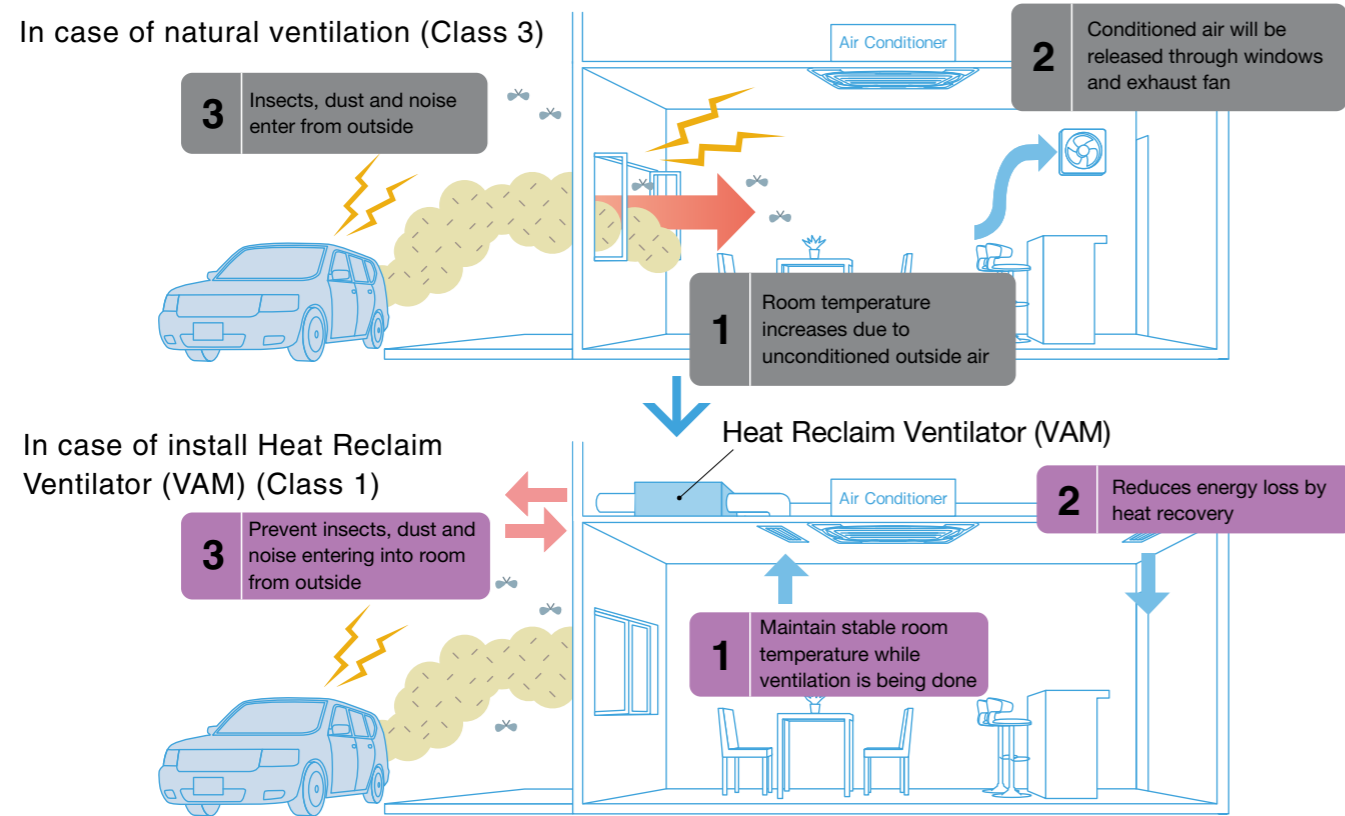 In case of natural ventilation (Class 3)
Air Conditioner
2
Conditioned air will be
released through windows
and exhaust fan
3
Insects, dust and noise
enter from outside
1
Room temperature
increases due to
unconditioned outside air
In case of install Heat Reclaim
Ventilator (VAM) (Class 1)
Heat Reclaim Ventilator (VAM)
Air Conditioner
2
Reduces energy loss by
heat recovery
3
Prevent insects, dust and
noise entering into room
from outside
1
Maintain stable room
temperature while
ventilation is being done